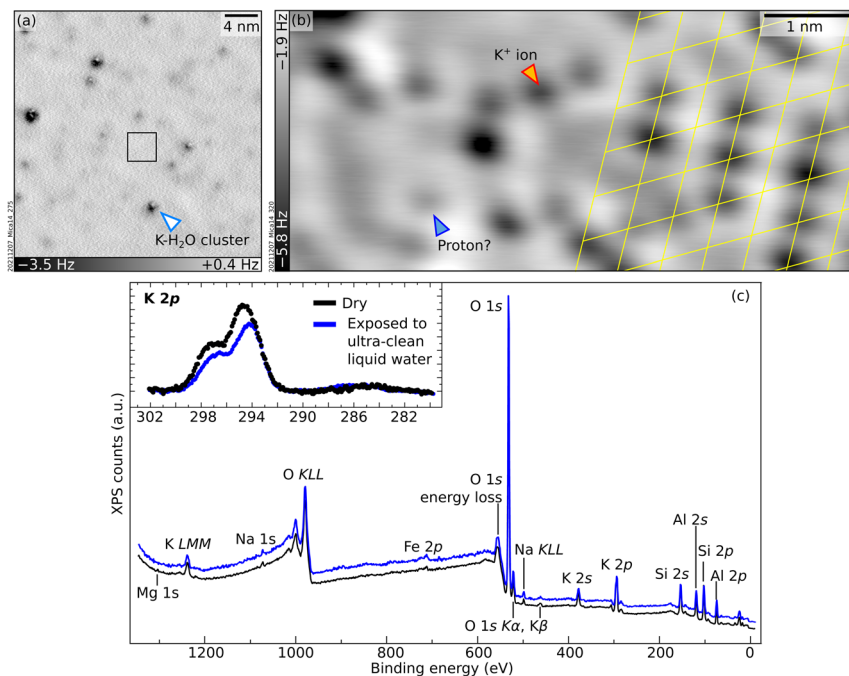 (a)
4 nm
K-H₂O cluster
−3.5 Hz
+0.4 Hz
20211207_Mica14_275
(b)
1 nm
−1.9 Hz
−5.8 Hz
K⁺ ion
Proton?
20211207_Mica14_320
(c)
K 2p
Dry
Exposed to
ultra-clean
liquid water
302
298
294
290
286
282
XPS counts (a.u.)
O 1s
O KLL
O 1s
energy loss
K LMM
Na 1s
Mg 1s
Fe 2p
Na KLL
K 2s
K 2p
Al 2s
Si 2p
Si 2s
Al 2p
O 1s Kα, Kβ
1200
1000
800
600
400
200
0
Binding energy (eV)